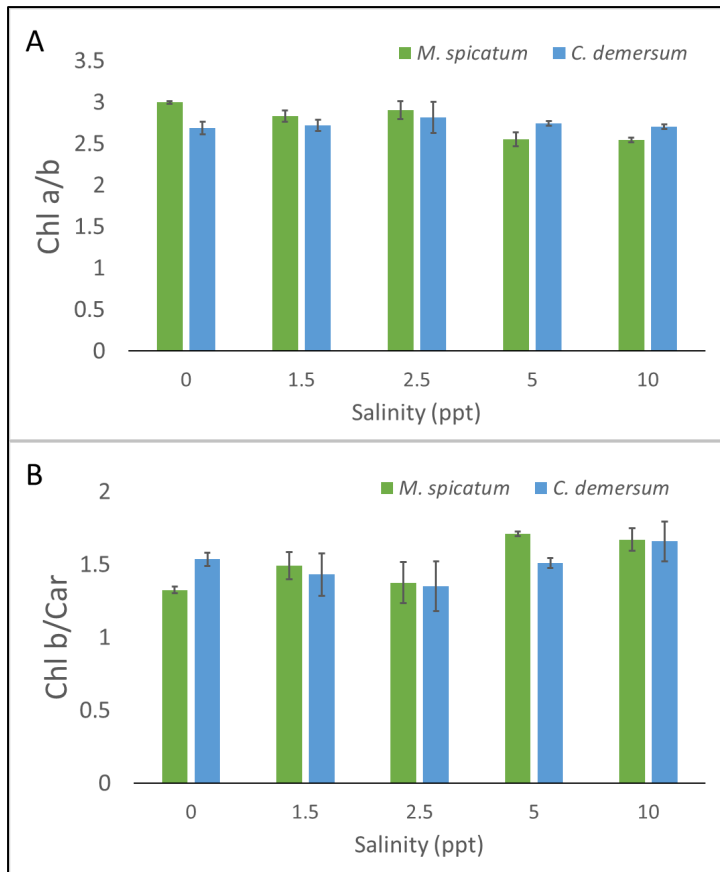 A
M. spicatum C. demersum
3.5
3
2.5
2
1.5
1
0.5
0
Chl a/b
0 1.5 2.5 5 10
Salinity (ppt)
B
M. spicatum C. demersum
2
1.5
1
0.5
0
Chl b/Car
0 1.5 2.5 5 10
Salinity (ppt)